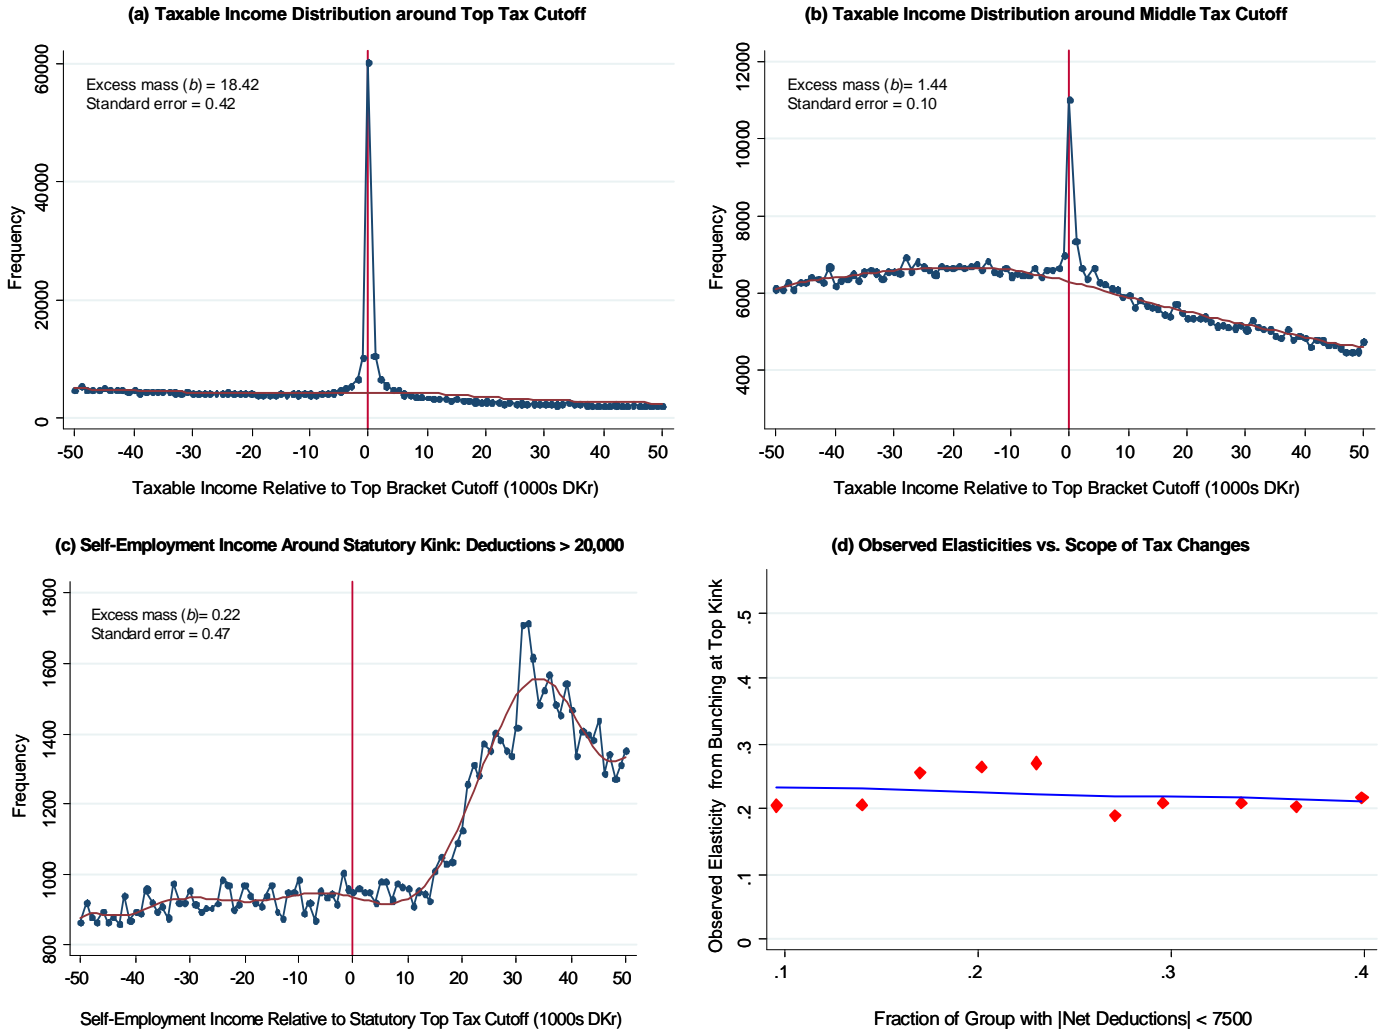 (a) Taxable Income Distribution around Top Tax Cutoff
Excess mass (b) = 18.42
Standard error = 0.42
Frequency
60000
40000
20000
0
-50 -40 -30 -20 -10 0 10 20 30 40 50
Taxable Income Relative to Top Bracket Cutoff (1000s DKr)
(b) Taxable Income Distribution around Middle Tax Cutoff
Excess mass (b)= 1.44
Standard error = 0.10
Frequency
12000
10000
8000
6000
4000
-50 -40 -30 -20 -10 0 10 20 30 40 50
Taxable Income Relative to Top Bracket Cutoff (1000s DKr)
(c) Self-Employment Income Around Statutory Kink: Deductions > 20,000
Excess mass (b)= 0.22
Standard error = 0.47
Frequency
1800
1600
1400
1200
1000
800
-50 -40 -30 -20 -10 0 10 20 30 40 50
Self-Employment Income Relative to Statutory Top Tax Cutoff (1000s DKr)
(d) Observed Elasticities vs. Scope of Tax Changes
Observed Elasticity from Bunching at Top Kink
.5
.4
.3
.2
.1
0
.1 .2 .3 .4
Fraction of Group with |Net Deductions| < 7500